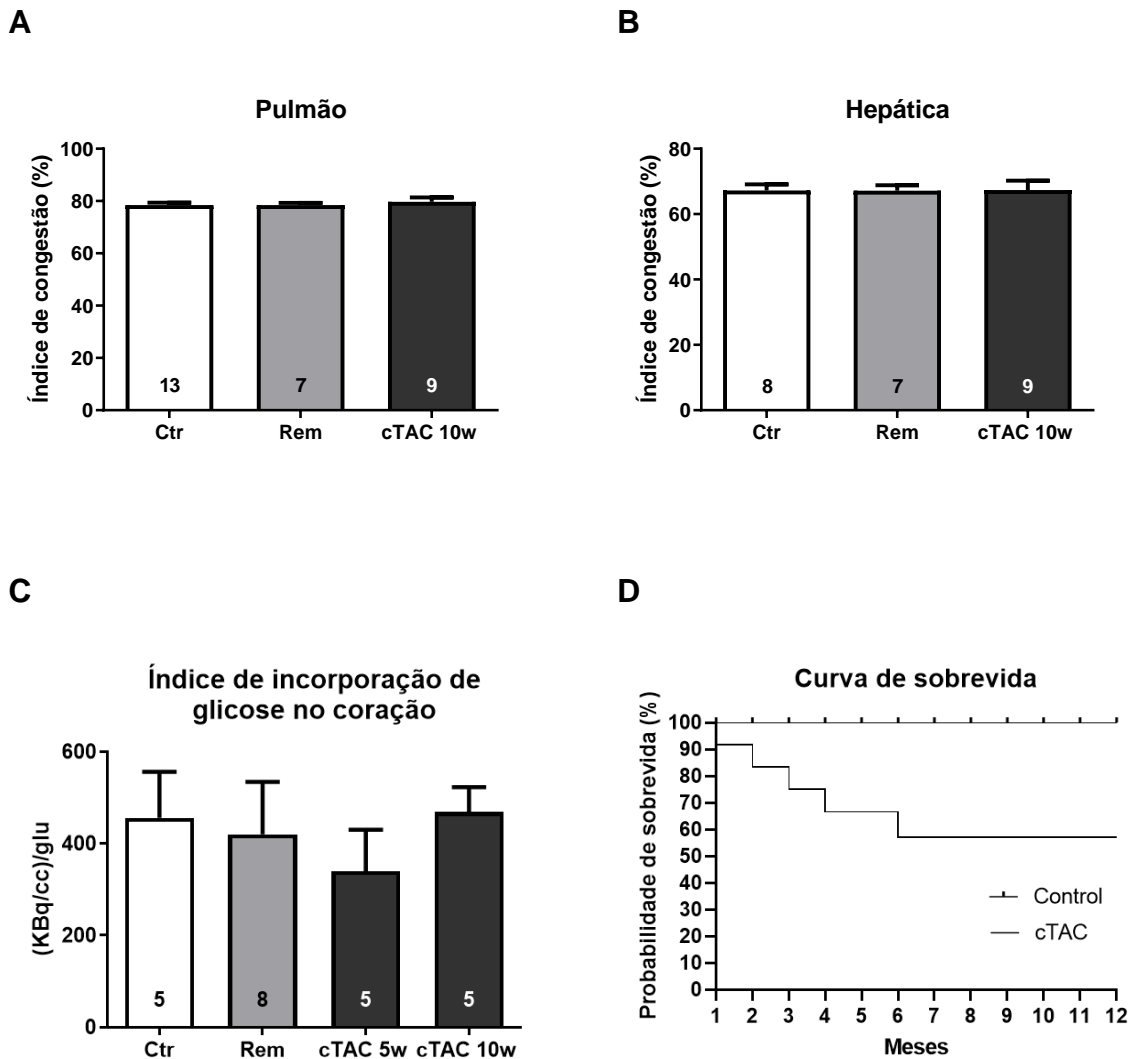 A
Pulmão
Índice de congestão (%)
100
80
60
40
20
0
13
7
9
Ctr
Rem
cTAC 10w
B
Hepática
Índice de congestão (%)
80
60
40
20
0
8
7
9
Ctr
Rem
cTAC 10w
C
Índice de incorporação de
glicose no coração
(KBq/cc)/glu
600
400
200
0
5
8
5
5
Ctr
Rem
cTAC 5w
cTAC 10w
D
Curva de sobrevida
Probabilidade de sobrevida (%)
100
90
80
70
60
50
40
30
20
10
0
Control
cTAC
1 2 3 4 5 6 7 8 9 10 11 12
Meses